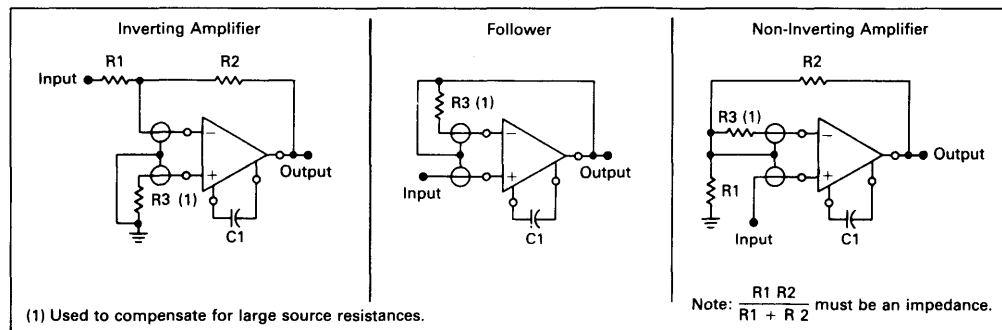 Inverting Amplifier
R1
R2
Input
R3 (1)
Output
C1
Follower
R3 (1)
Input
Output
C1
Non-Inverting Amplifier
R2
R3 (1)
R1
Input
Output
C1
(1) Used to compensate for large source resistances.
Note: R1 R2 / R1 + R 2 must be an impedance.